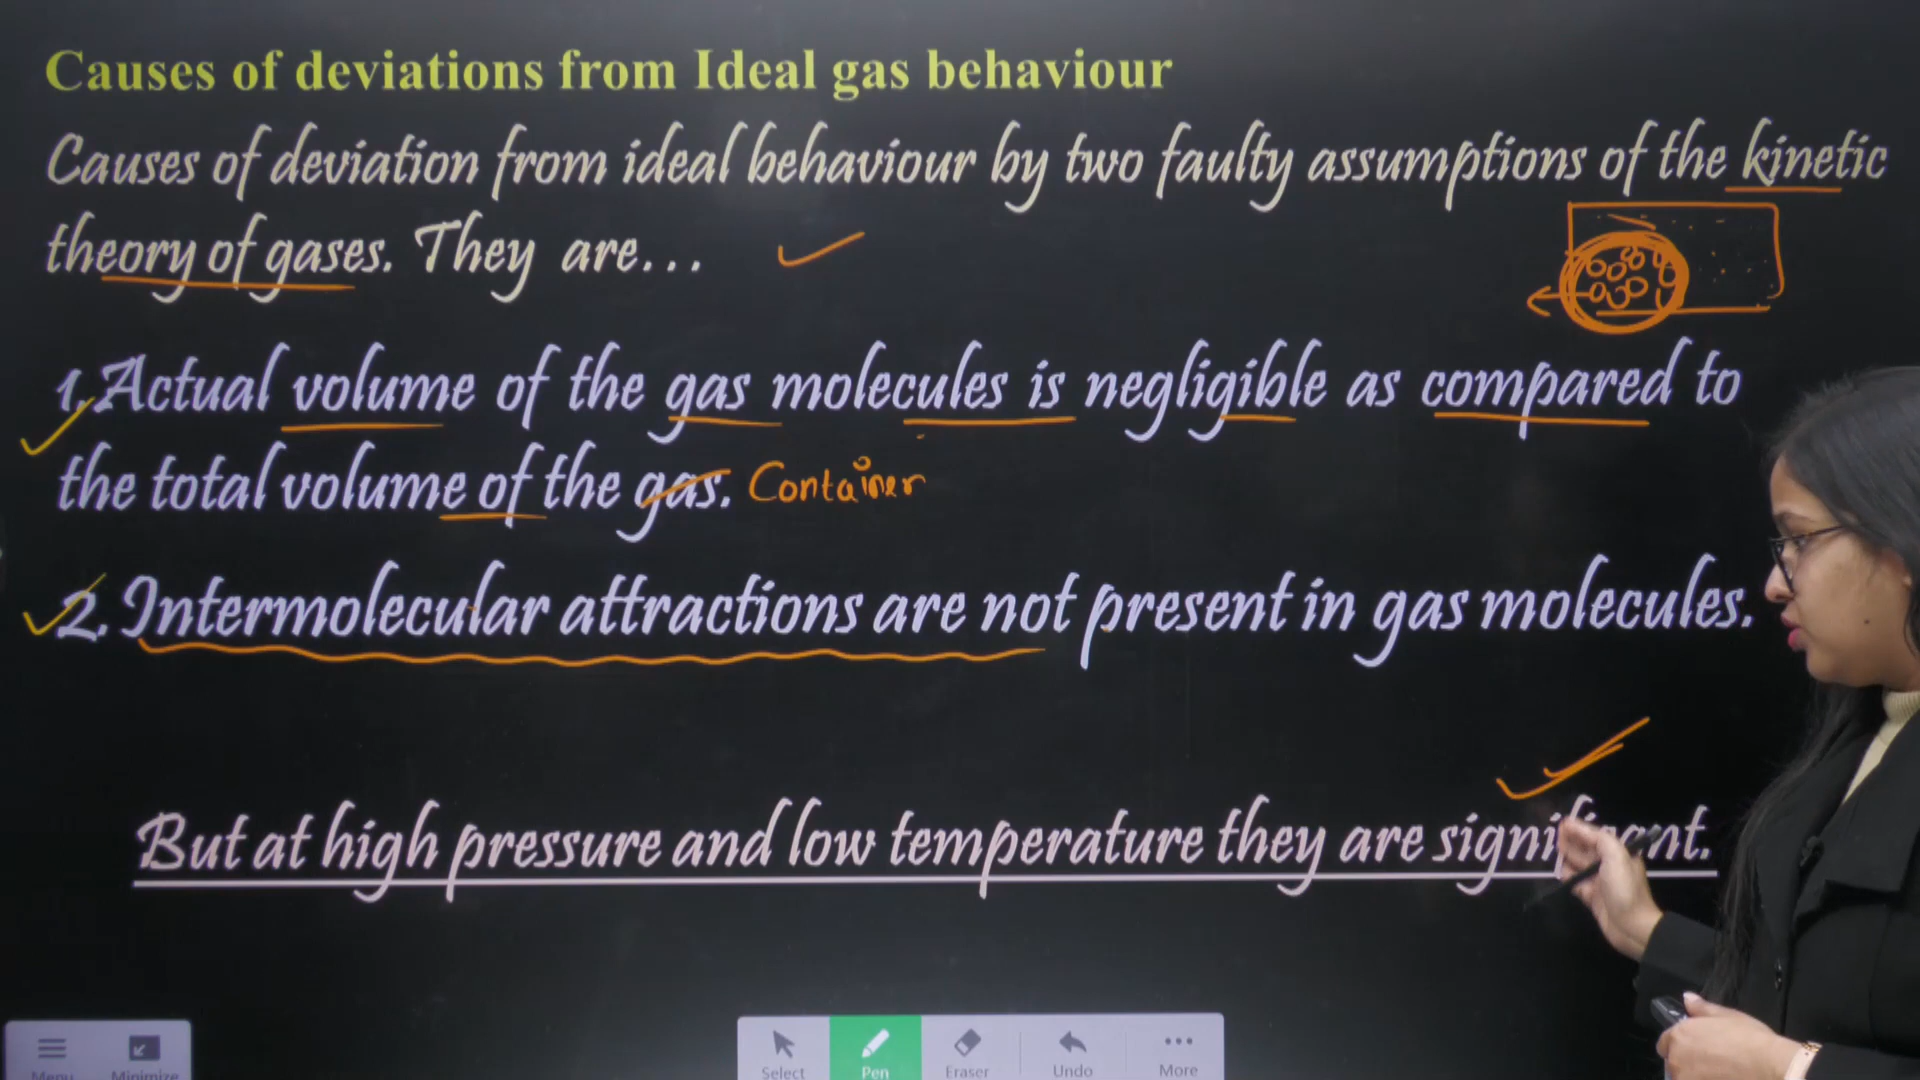 Causes of deviations from Ideal gas behaviour
Causes of deviation from ideal behaviour by two faulty assumptions of the kinetic
theory of gases. They are...
1. Actual volume of the gas molecules is negligible as compared to
the total volume of the gas. Container
2. Intermolecular attractions are not present in gas molecules.
But at high pressure and low temperature they are significant.
Menu Minimize Select Pen Eraser Undo More